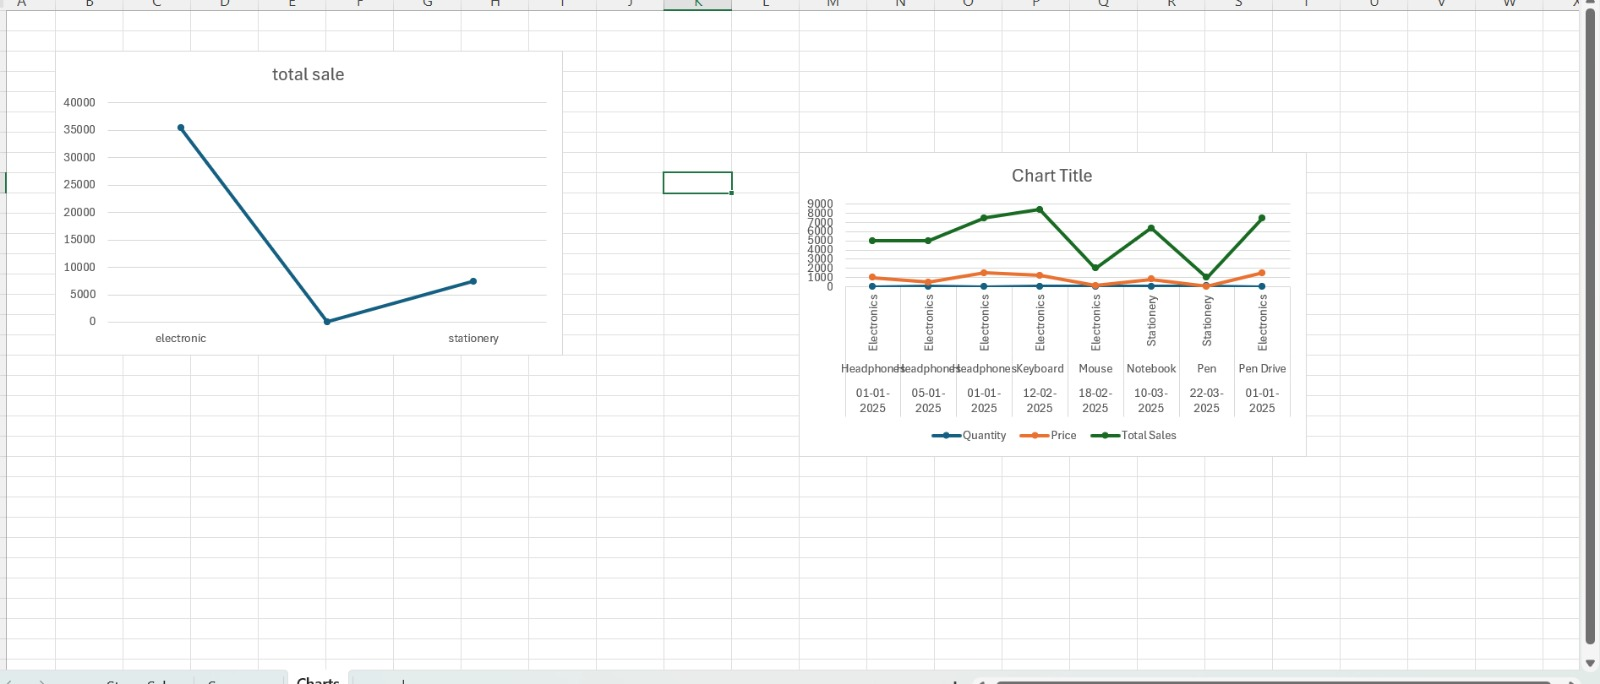 A B C D E F G H I J K L M N O P Q R S T U V W X
total sale
40000
35000
30000
25000
20000
15000
10000
5000
0
electronic stationery
Chart Title
9000
8000
7000
6000
5000
4000
3000
2000
1000
0
Electronics Electronics Electronics Electronics Electronics Stationery Stationery Electronics
Headphones Headphones Headphones Keyboard Mouse Notebook Pen Pen Drive
01-01-2025 05-01-2025 01-01-2025 12-02-2025 18-02-2025 10-03-2025 22-03-2025 01-01-2025
Quantity Price Total Sales
Charts